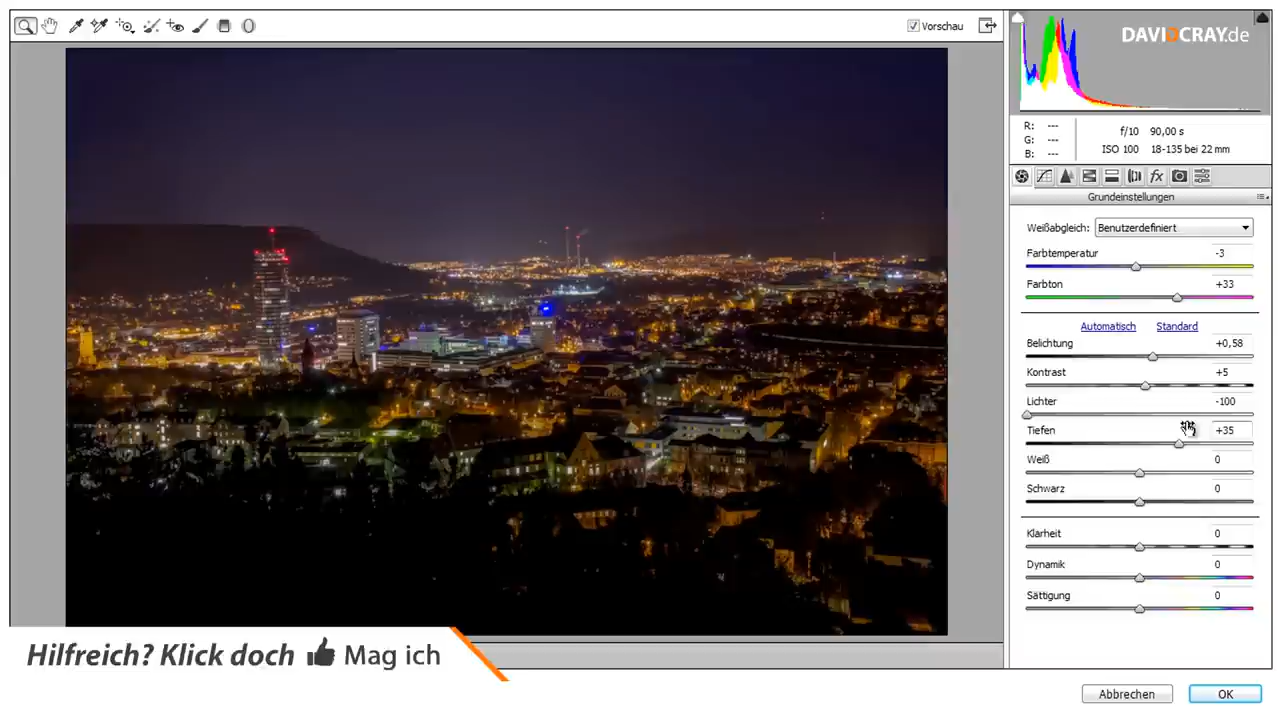 Vorschau
DAVIDCRAY.de
R: ---
G: ---
B: ---
f/10 90,00 s
ISO 100 18-135 bei 22 mm
fx
Grundeinstellungen
Weißabgleich: Benutzerdefiniert
Farbtemperatur -3
Farbton +33
Automatisch Standard
Belichtung +0,58
Kontrast +5
Lichter -100
Tiefen +35
Weiß 0
Schwarz 0
Klarheit 0
Dynamik 0
Sättigung 0
Hilfreich? Klick doch Mag ich
Abbrechen OK